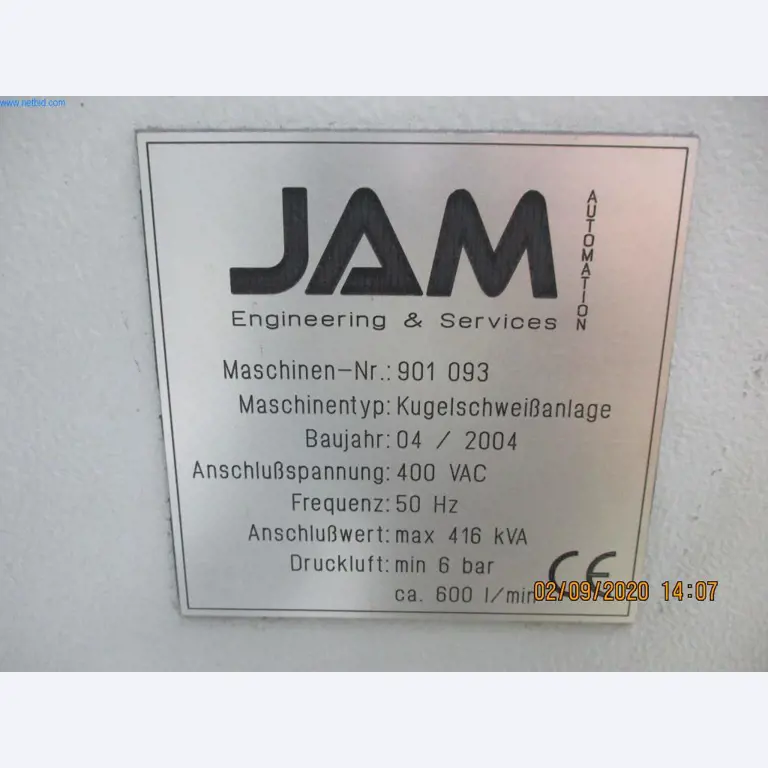 www.netbid.com
JAM
AUTOMATION
Engineering & Services
Maschinen-Nr.: 901 093
Maschinentyp: Kugelschweißanlage
Baujahr: 04 / 2004
Anschlußspannung: 400 VAC
Frequenz: 50 Hz
Anschlußwert: max 416 kVA
Druckluft: min 6 bar
ca. 600 l/min
CE
02/09/2020 14:07